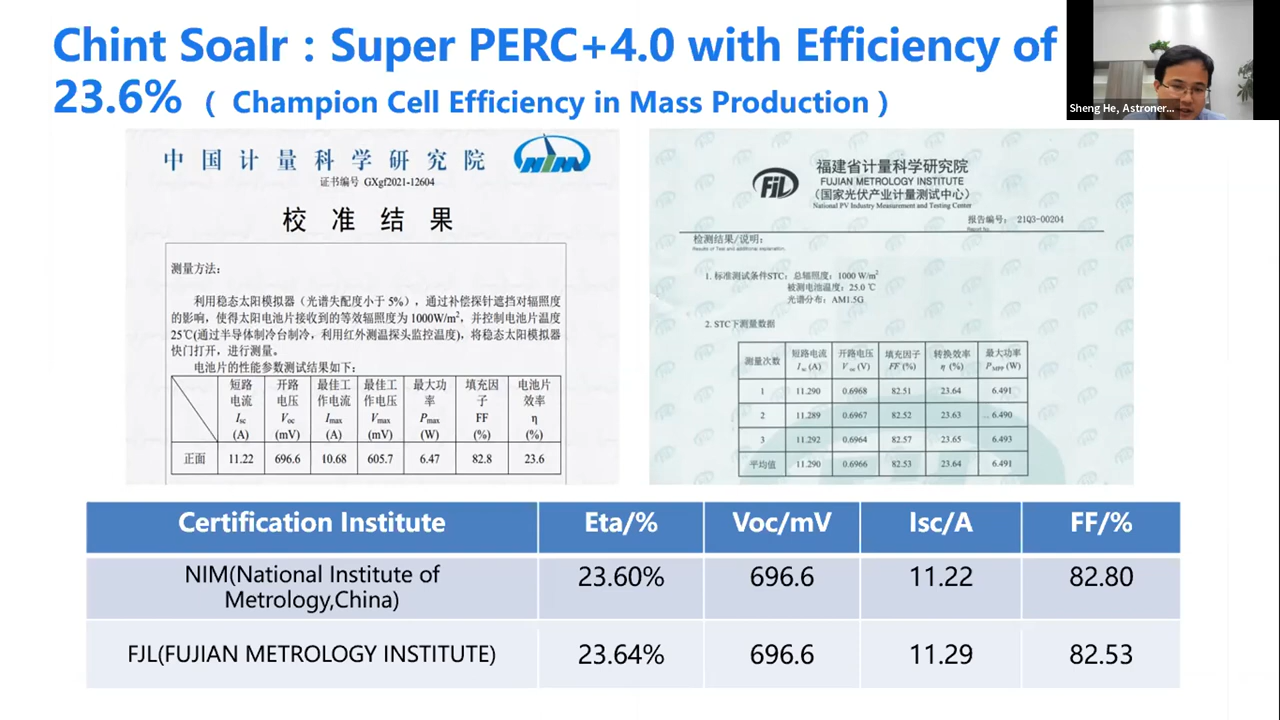 Chint Soalr : Super PERC+4.0 with Efficiency of
23.6% ( Champion Cell Efficiency in Mass Production )
Sheng He, Astroner...
中国计量科学研究院
NIM
证书编号 GXgf2021-12604
校准结果
测量方法:
利用稳态太阳模拟器(光谱失配度小于 5%),通过补偿探针遮挡对辐照度
的影响,使得太阳电池片接收到的等效辐照度为 1000W/m²,并控制电池片温度
25℃(通过半导体制冷台制冷,利用红外测温探头监控温度),将稳态太阳模拟器
快门打开,进行测量。
电池片的性能参数测试结果如下:
短路电流 Isc (A) 开路电压 Voc (mV) 最佳工作电流 Imax (A) 最佳工作电压 Vmax (mV) 最大功率 Pmax (W) 填充因子 FF (%) 电池片效率 η (%)
正面 11.22 696.6 10.68 605.7 6.47 82.8 23.6
FJL
福建省计量科学研究院
FUJIAN METROLOGY INSTITUTE
(国家光伏产业计量测试中心)
National PV Industry Measurement and Testing Center
报告编号: 21Q3-00204
Report No.
检测结果/说明:
Results of Test and additional explanation.
1. 标准测试条件STC: 总辐照度: 1000 W/m²
被测电池温度: 25.0 ℃
光谱分布: AM1.5G
2. STC下测量数据
测量次数 短路电流 Isc (A) 开路电压 Voc (V) 填充因子 FF (%) 转换效率 η (%) 最大功率 PMPP (W)
1 11.290 0.6968 82.51 23.64 6.491
2 11.289 0.6967 82.52 23.63 6.490
3 11.292 0.6964 82.57 23.65 6.493
平均值 11.290 0.6966 82.53 23.64 6.491
Certification Institute Eta/% Voc/mV Isc/A FF/%
NIM(National Institute of
Metrology,China) 23.60% 696.6 11.22 82.80
FJL(FUJIAN METROLOGY INSTITUTE) 23.64% 696.6 11.29 82.53